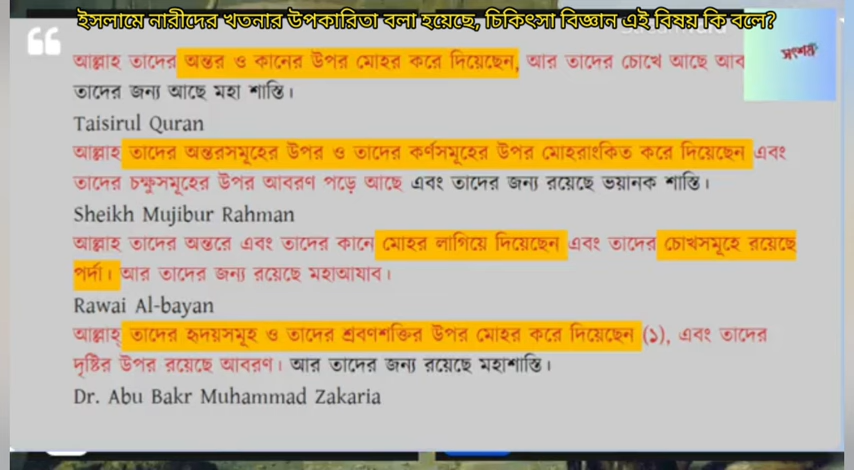 ইসলামে নারীদের খতনার উপকারিতা বলা হয়েছে, চিকিৎসা বিজ্ঞান এই বিষয় কি বলে?
সংশয়
আল্লাহ তাদের অন্তর ও কানের উপর মোহর করে দিয়েছেন, আর তাদের চোখে আছে আব
তাদের জন্য আছে মহা শাস্তি।
Taisirul Quran
আল্লাহ তাদের অন্তরসমূহের উপর ও তাদের কর্ণসমূহের উপর মোহরাংকিত করে দিয়েছেন এবং
তাদের চক্ষুসমূহের উপর আবরণ পড়ে আছে এবং তাদের জন্য রয়েছে ভয়ানক শাস্তি।
Sheikh Mujibur Rahman
আল্লাহ তাদের অন্তরে এবং তাদের কানে মোহর লাগিয়ে দিয়েছেন এবং তাদের চোখসমূহে রয়েছে
পর্দা। আর তাদের জন্য রয়েছে মহাআযাব।
Rawai Al-bayan
আল্লাহ্ তাদের হৃদয়সমূহ ও তাদের শ্রবণশক্তির উপর মোহর করে দিয়েছেন (১), এবং তাদের
দৃষ্টির উপর রয়েছে আবরণ। আর তাদের জন্য রয়েছে মহাশাস্তি।
Dr. Abu Bakr Muhammad Zakaria